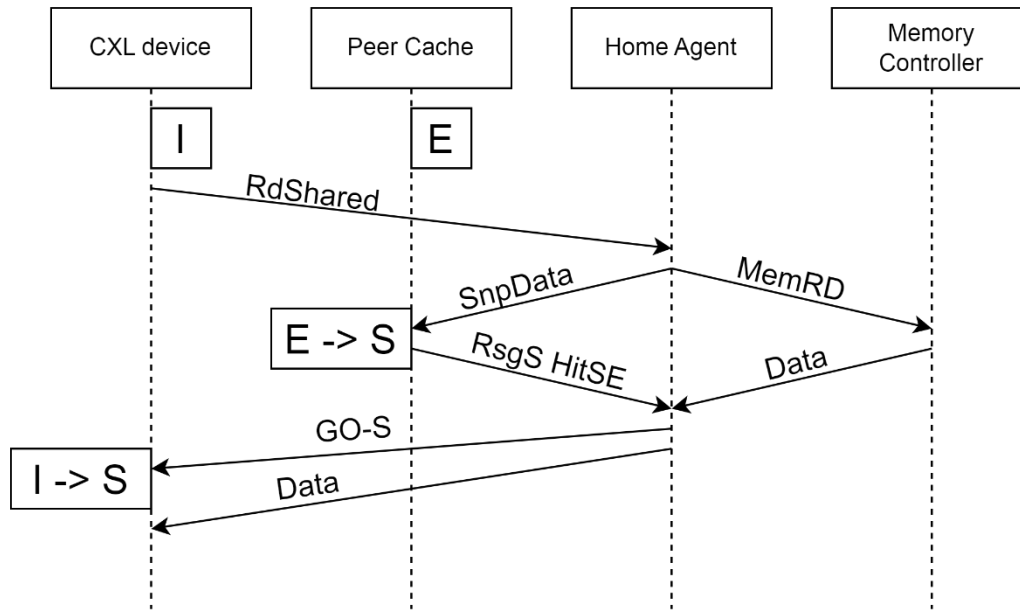 CXL device
Peer Cache
Home Agent
Memory
Controller
I
E
RdShared
SnpData
MemRD
E -> S
RsgS HitSE
Data
GO-S
I -> S
Data